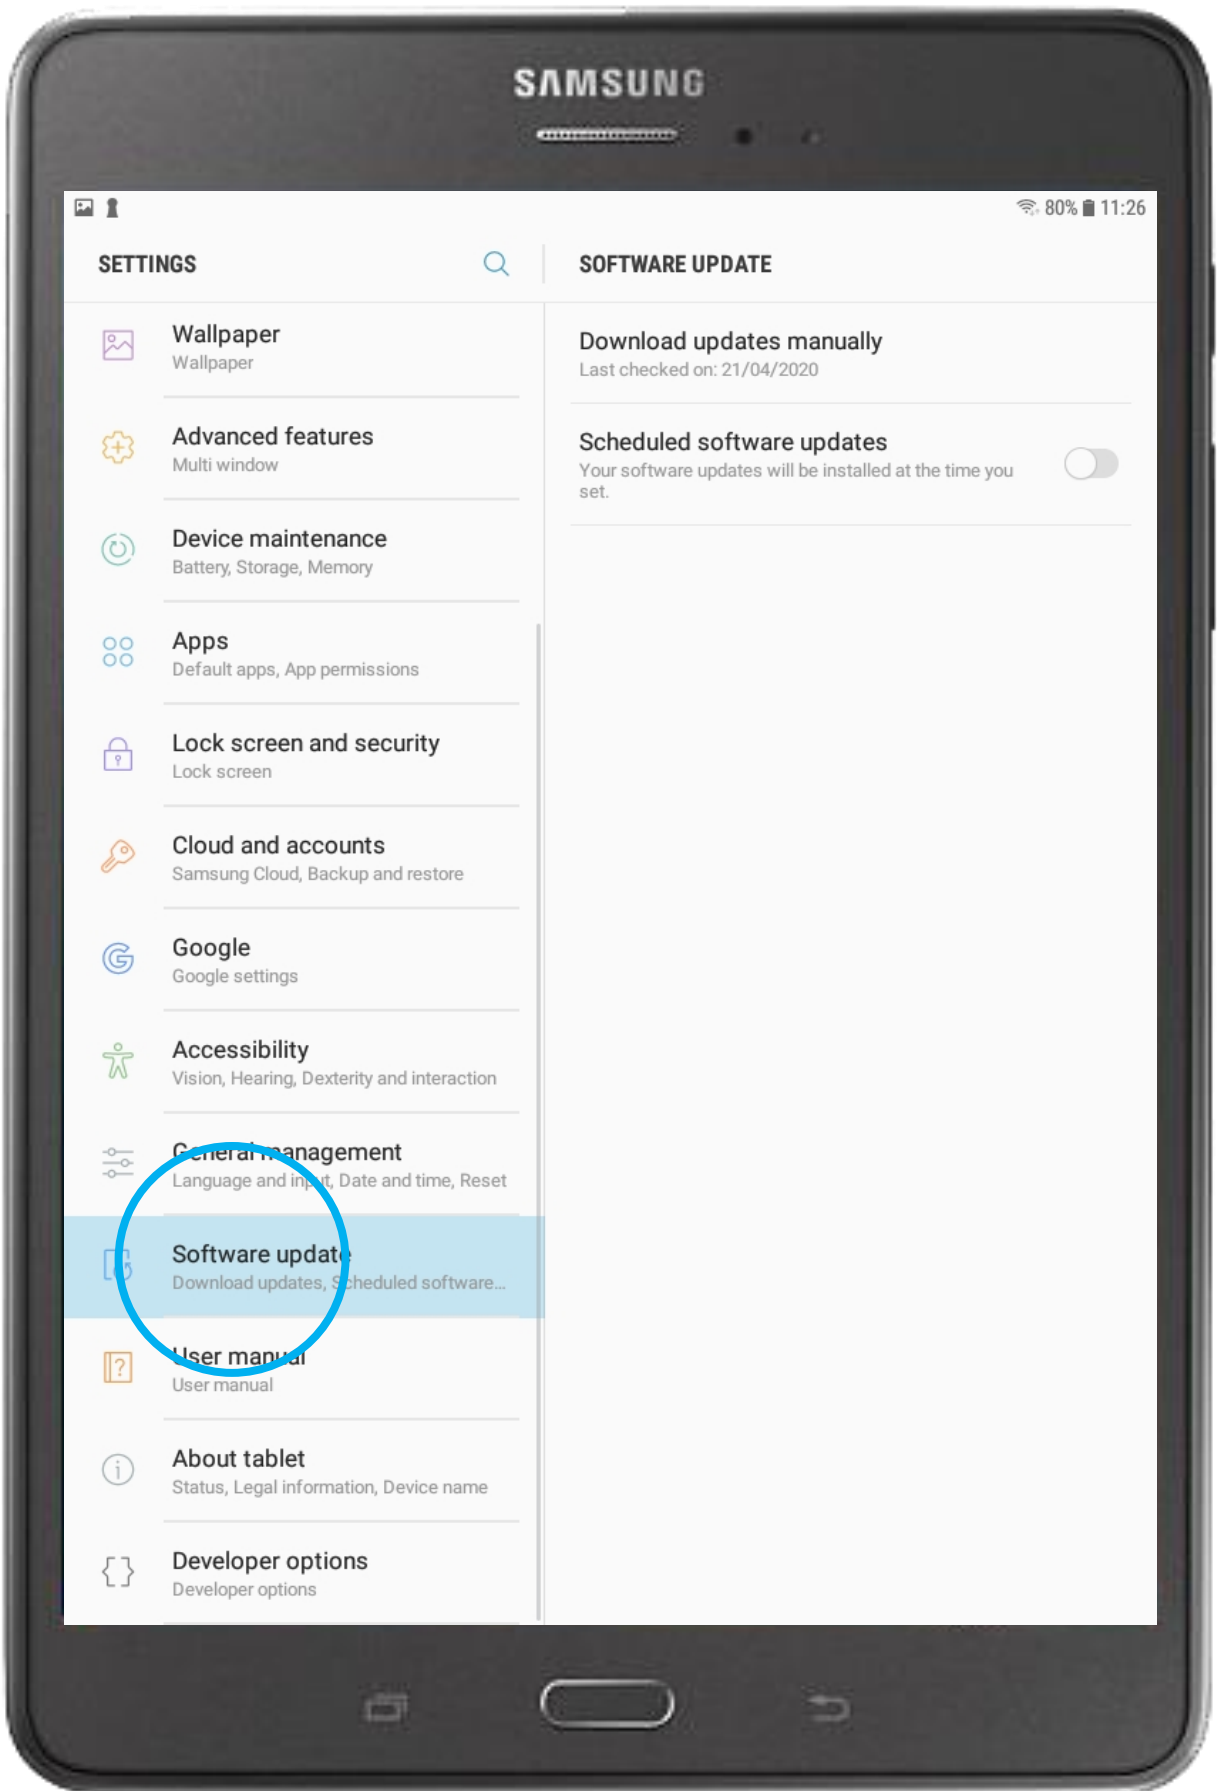 SAMSUNG
80% 11:26
SETTINGS
SOFTWARE UPDATE
Wallpaper
Wallpaper
Advanced features
Multi window
Device maintenance
Battery, Storage, Memory
Apps
Default apps, App permissions
Lock screen and security
Lock screen
Cloud and accounts
Samsung Cloud, Backup and restore
Google
Google settings
Accessibility
Vision, Hearing, Dexterity and interaction
General management
Language and input, Date and time, Reset
Software update
Download updates, Scheduled software...
User manual
User manual
About tablet
Status, Legal information, Device name
Developer options
Developer options
Download updates manually
Last checked on: 21/04/2020
Scheduled software updates
Your software updates will be installed at the time you
set.